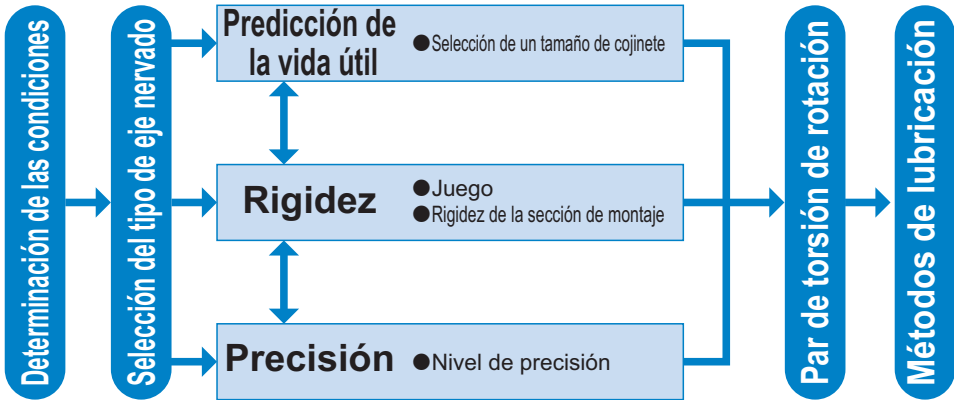 Determinación de las condiciones
Selección del tipo de eje nervado
Predicción de
la vida útil
●Selección de un tamaño de cojinete
Rigidez
●Juego
●Rigidez de la sección de montaje
Precisión
●Nivel de precisión
Par de torsión de rotación
Métodos de lubricación